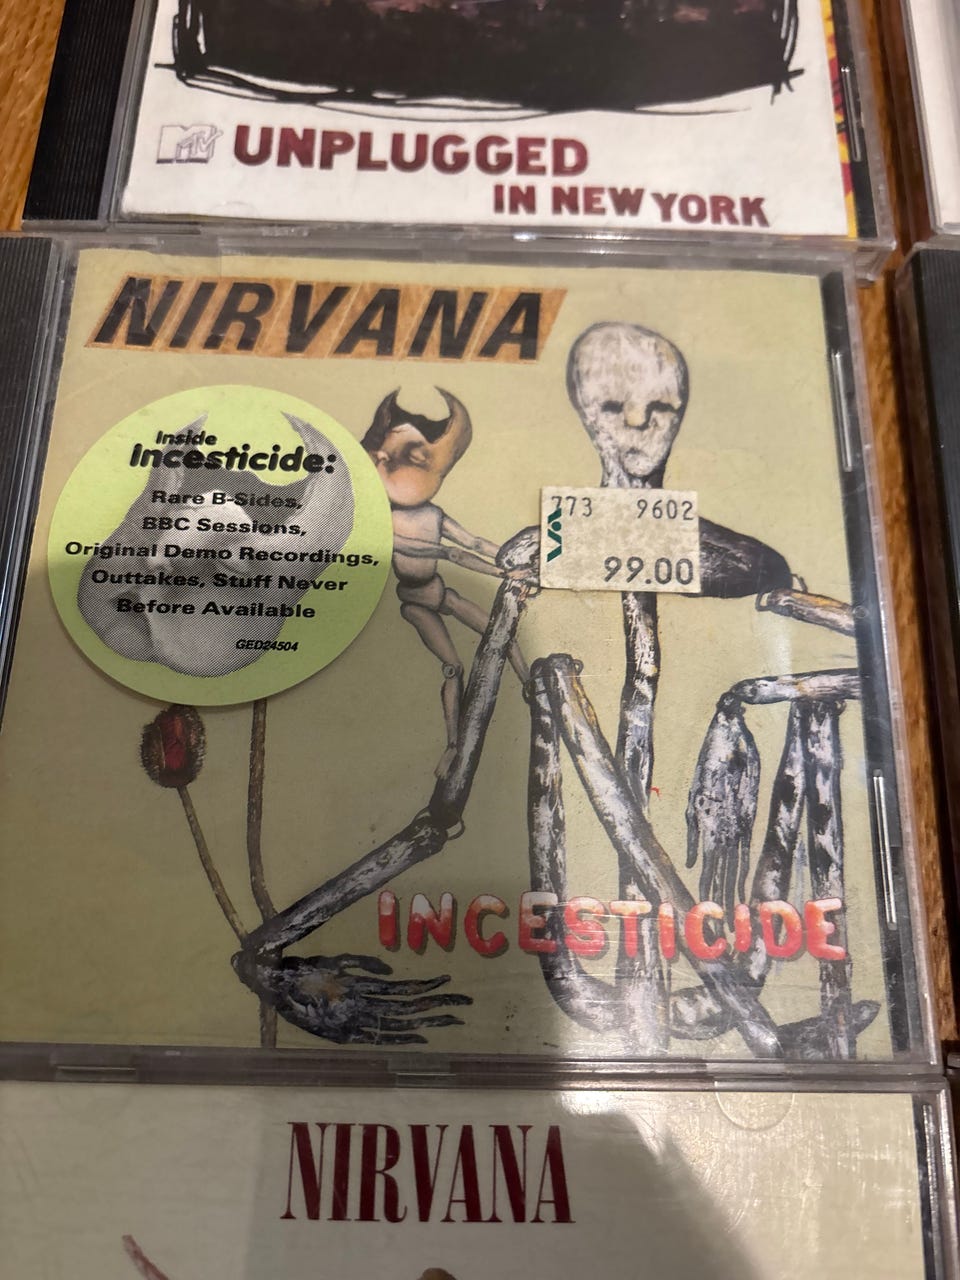 MTV UNPLUGGED
IN NEW YORK
NIRVANA
Inside
Incesticide:
Rare B-Sides,
BBC Sessions,
Original Demo Recordings,
Outtakes, Stuff Never
Before Available
GED24504
773 9602
99.00
INCESTICIDE
NIRVANA